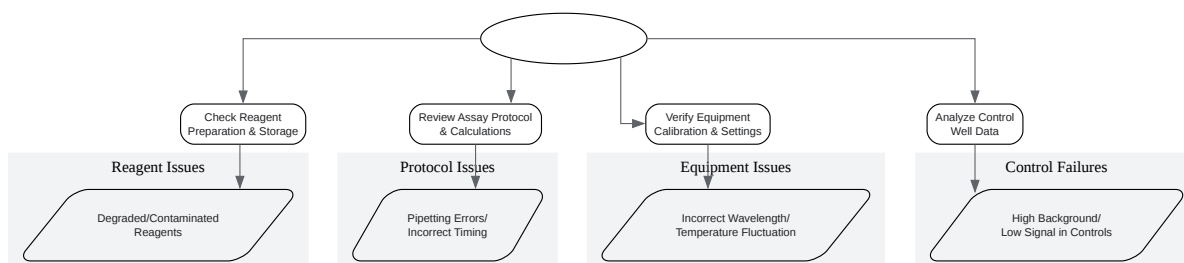 Check Reagent
Preparation & Storage
Review Assay Protocol
& Calculations
Verify Equipment
Calibration & Settings
Analyze Control
Well Data
Reagent Issues
Protocol Issues
Equipment Issues
Control Failures
Degraded/Contaminated
Reagents
Pipetting Errors/
Incorrect Timing
Incorrect Wavelength/
Temperature Fluctuation
High Background/
Low Signal in Controls